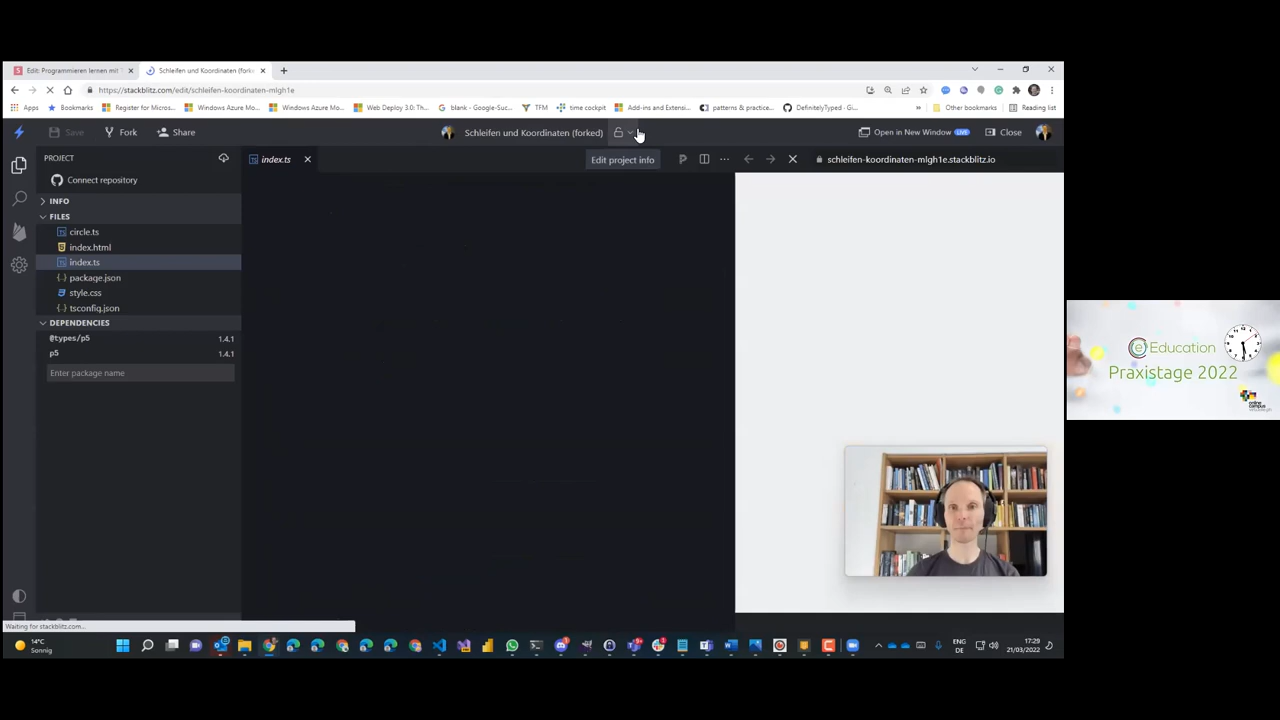 Edit: Programmieren lernen mit
Schleifen und Koordinaten (forke
https://stackblitz.com/edit/schleifen-koordinaten-mlgh1e
Apps
Bookmarks
Register for Micros...
Windows Azure Mo...
Windows Azure Mo...
Web Deploy 3.0: Th...
blank - Google-Suc...
TFM
time cockpit
Add-ins and Extensi...
patterns & practice...
DefinitelyTyped - Gi...
»
Other bookmarks
Reading list
Save
Fork
Share
Schleifen und Koordinaten (forked)
Open in New Window LIVE
Close
PROJECT
index.ts
Edit project info
schleifen-koordinaten-mlgh1e.stackblitz.io
Connect repository
INFO
FILES
circle.ts
index.html
index.ts
package.json
style.css
tsconfig.json
DEPENDENCIES
@types/p5 1.4.1
p5 1.4.1
Enter package name
Waiting for stackblitz.com...
14°C
Sonnig
ENG
DE
17:29
21/03/2022
eEducation
Praxistage 2022